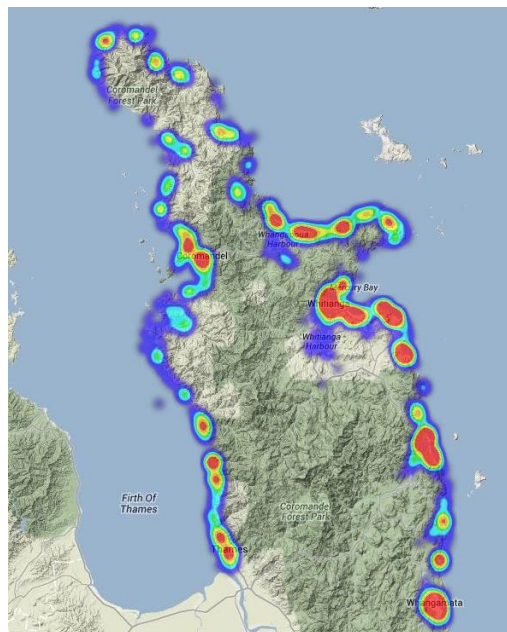 Coromandel
Forest Park
Whangapoua
Harbour
Coromandel
Mercury Bay
Whitianga
Whitianga
Harbour
Firth Of
Thames
Coromandel
Forest Park
Thames
Whangamata